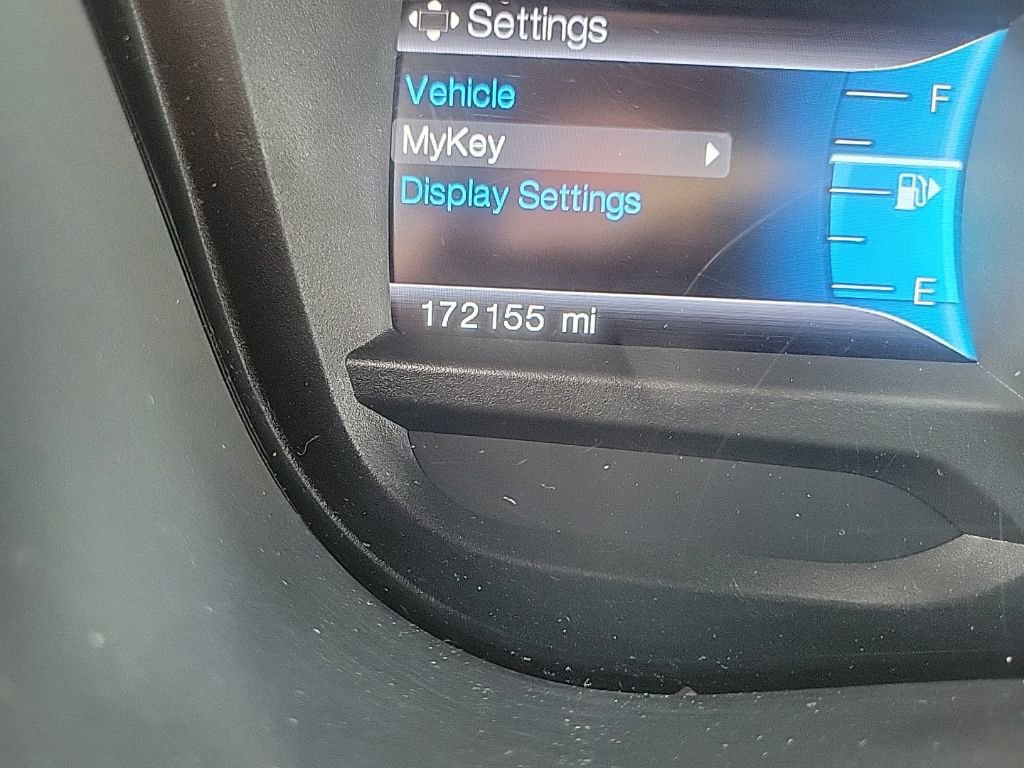 Settings
Vehicle
F
MyKey
Display Settings
E
172155 mi